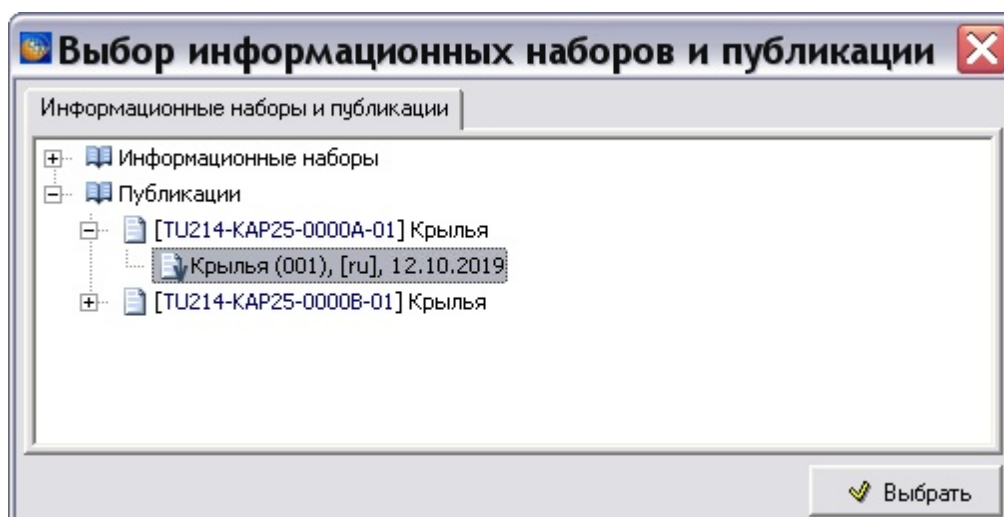 Выбор информационных наборов и публикации
Информационные наборы и публикации
Информационные наборы
Публикации
[TU214-KAP25-0000A-01] Крылья
Крылья (001), [ru], 12.10.2019
[TU214-KAP25-0000B-01] Крылья
Выбрать